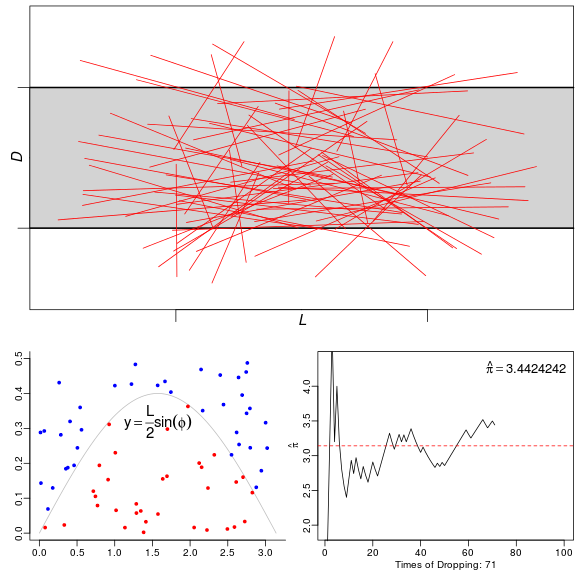 D
L
0.5
0.4
0.3
0.2
0.1
0.0
y=L/2 sin(ϕ)
0.0 0.5 1.0 1.5 2.0 2.5 3.0
π̂ = 3.4424242
4.0
3.5
π̂
3.0
2.5
2.0
0 20 40 60 80 100
Times of Dropping: 71